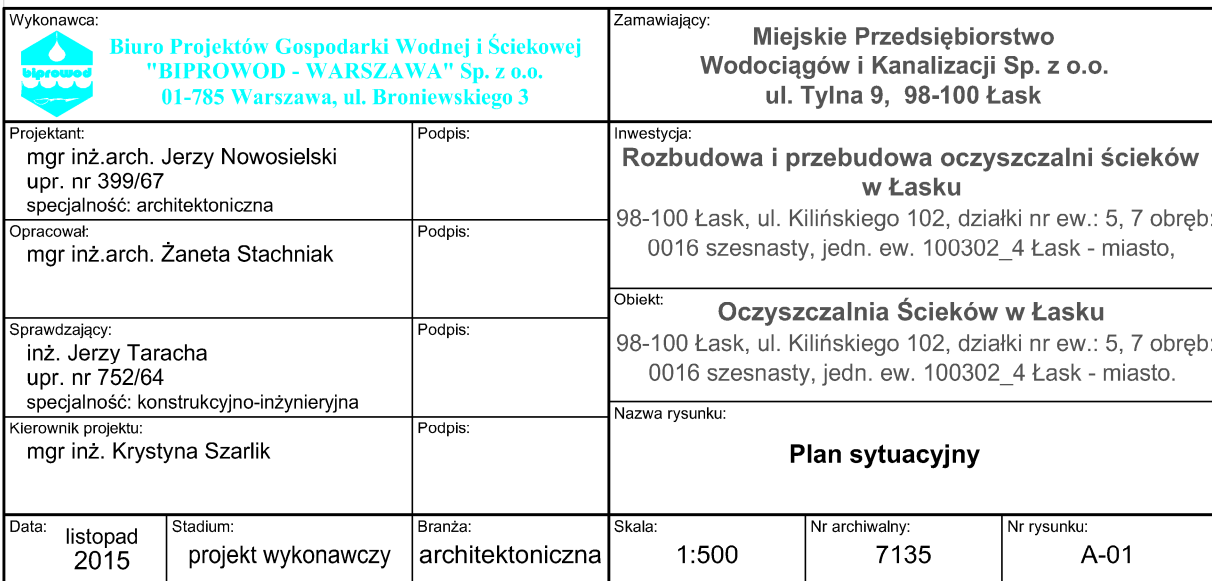 Wykonawca:
biprowod
Biuro Projektów Gospodarki Wodnej i Ściekowej
"BIPROWOD - WARSZAWA" Sp. z o.o.
01-785 Warszawa, ul. Broniewskiego 3
Zamawiający:
Miejskie Przedsiębiorstwo
Wodociągów i Kanalizacji Sp. z o.o.
ul. Tylna 9, 98-100 Łask
Projektant:
mgr inż.arch. Jerzy Nowosielski
upr. nr 399/67
specjalność: architektoniczna
Podpis:
Opracował:
mgr inż.arch. Żaneta Stachniak
Podpis:
Sprawdzający:
inż. Jerzy Taracha
upr. nr 752/64
specjalność: konstrukcyjno-inżynieryjna
Podpis:
Kierownik projektu:
mgr inż. Krystyna Szarlik
Podpis:
Inwestycja:
Rozbudowa i przebudowa oczyszczalni ścieków
w Łasku
98-100 Łask, ul. Kilińskiego 102, działki nr ew.: 5, 7 obręb:
0016 szesnasty, jedn. ew. 100302_4 Łask - miasto,
Obiekt:
Oczyszczalnia Ścieków w Łasku
98-100 Łask, ul. Kilińskiego 102, działki nr ew.: 5, 7 obręb:
0016 szesnasty, jedn. ew. 100302_4 Łask - miasto.
Nazwa rysunku:
Plan sytuacyjny
Data:
listopad
2015
Stadium:
projekt wykonawczy
Branża:
architektoniczna
Skala:
1:500
Nr archiwalny:
7135
Nr rysunku:
A-01